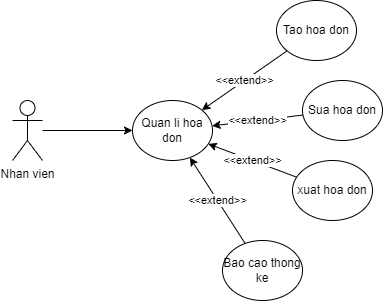 Tao hoa don
<<extend>>
Sua hoa don
<<extend>>
Quan li hoa
don
Nhan vien
<<extend>>
xuat hoa don
<<extend>>
Bao cao thong
ke